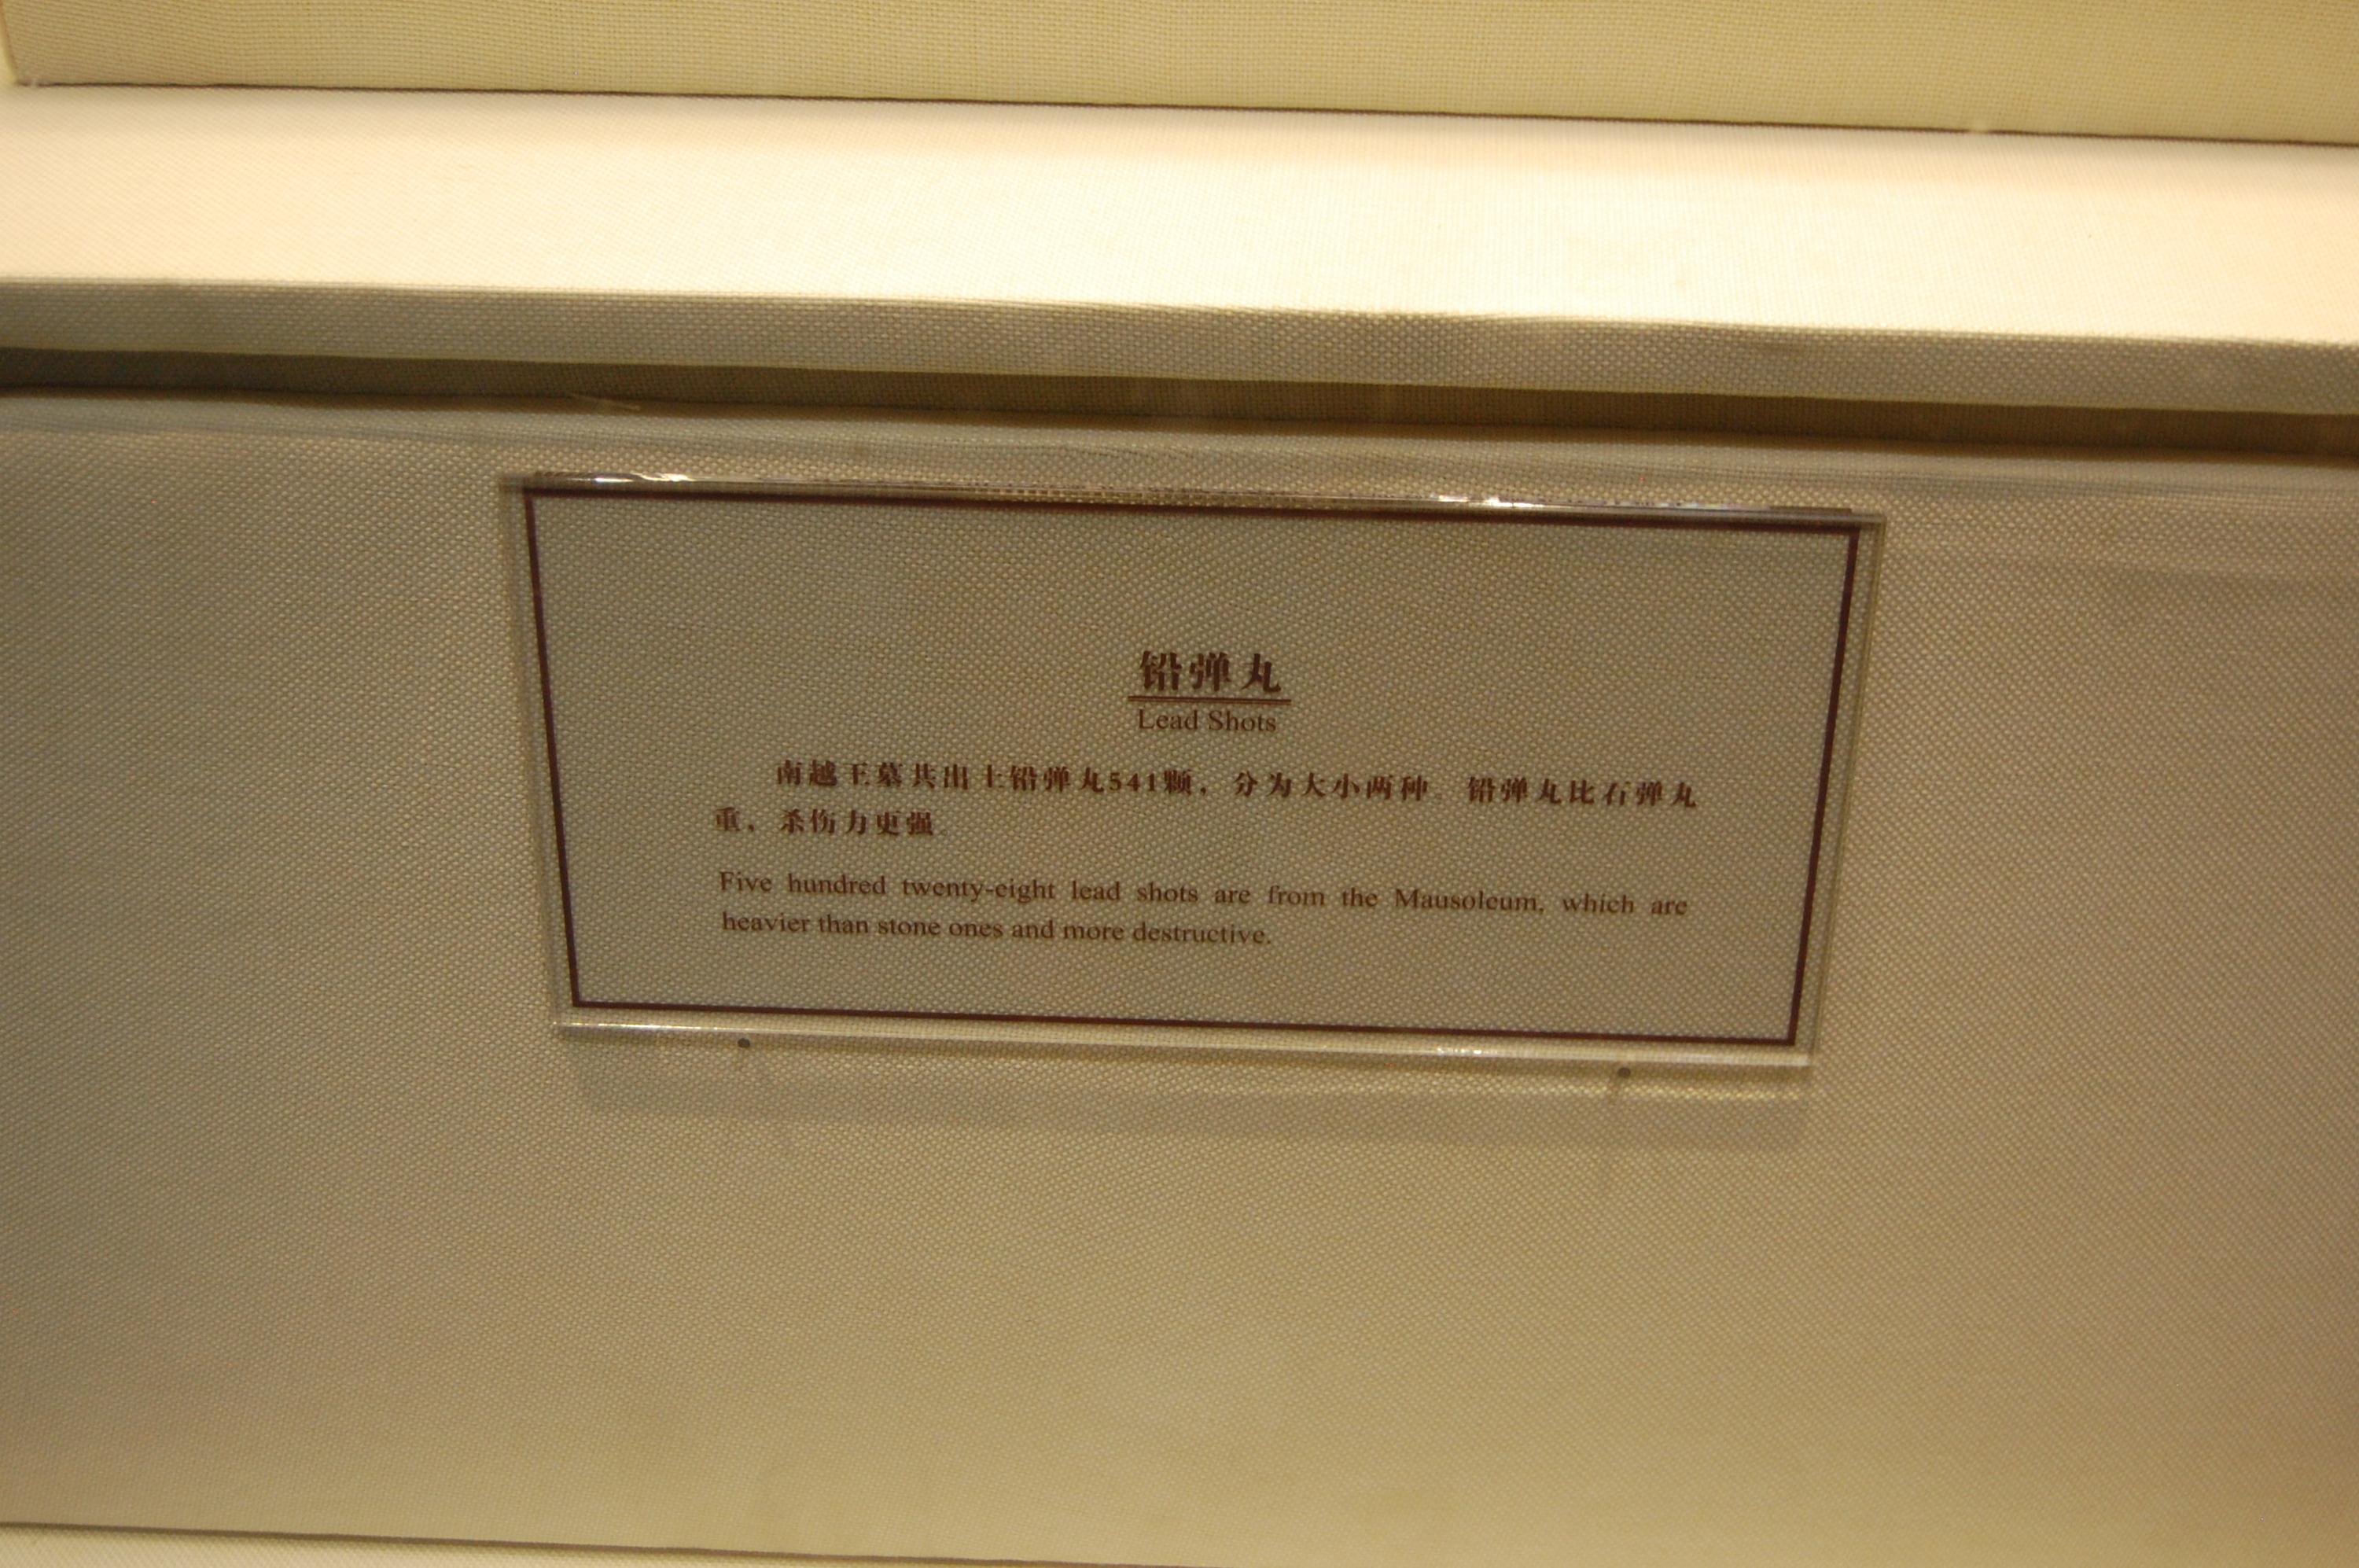 铅弹丸
Lead Shots
南越王墓共出土铅弹丸541颗，分为大小两种。铅弹丸比石弹丸
重，杀伤力更强。
Five hundred twenty-eight lead shots are from the Mausoleum, which are
heavier than stone ones and more destructive.